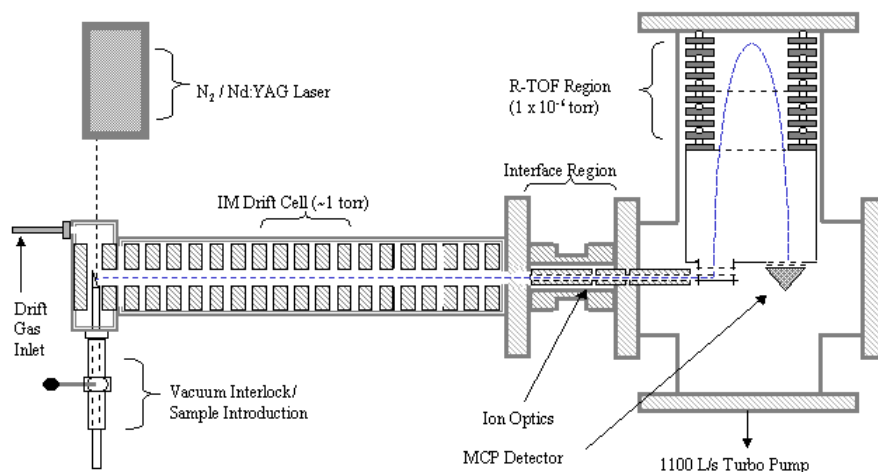 N₂ / Nd:YAG Laser
R-TOF Region
(1 x 10⁻⁶ torr)
Interface Region
IM Drift Cell (~1 torr)
Drift
Gas
Inlet
Vacuum Interlock/
Sample Introduction
Ion Optics
MCP Detector
1100 L/s Turbo Pump